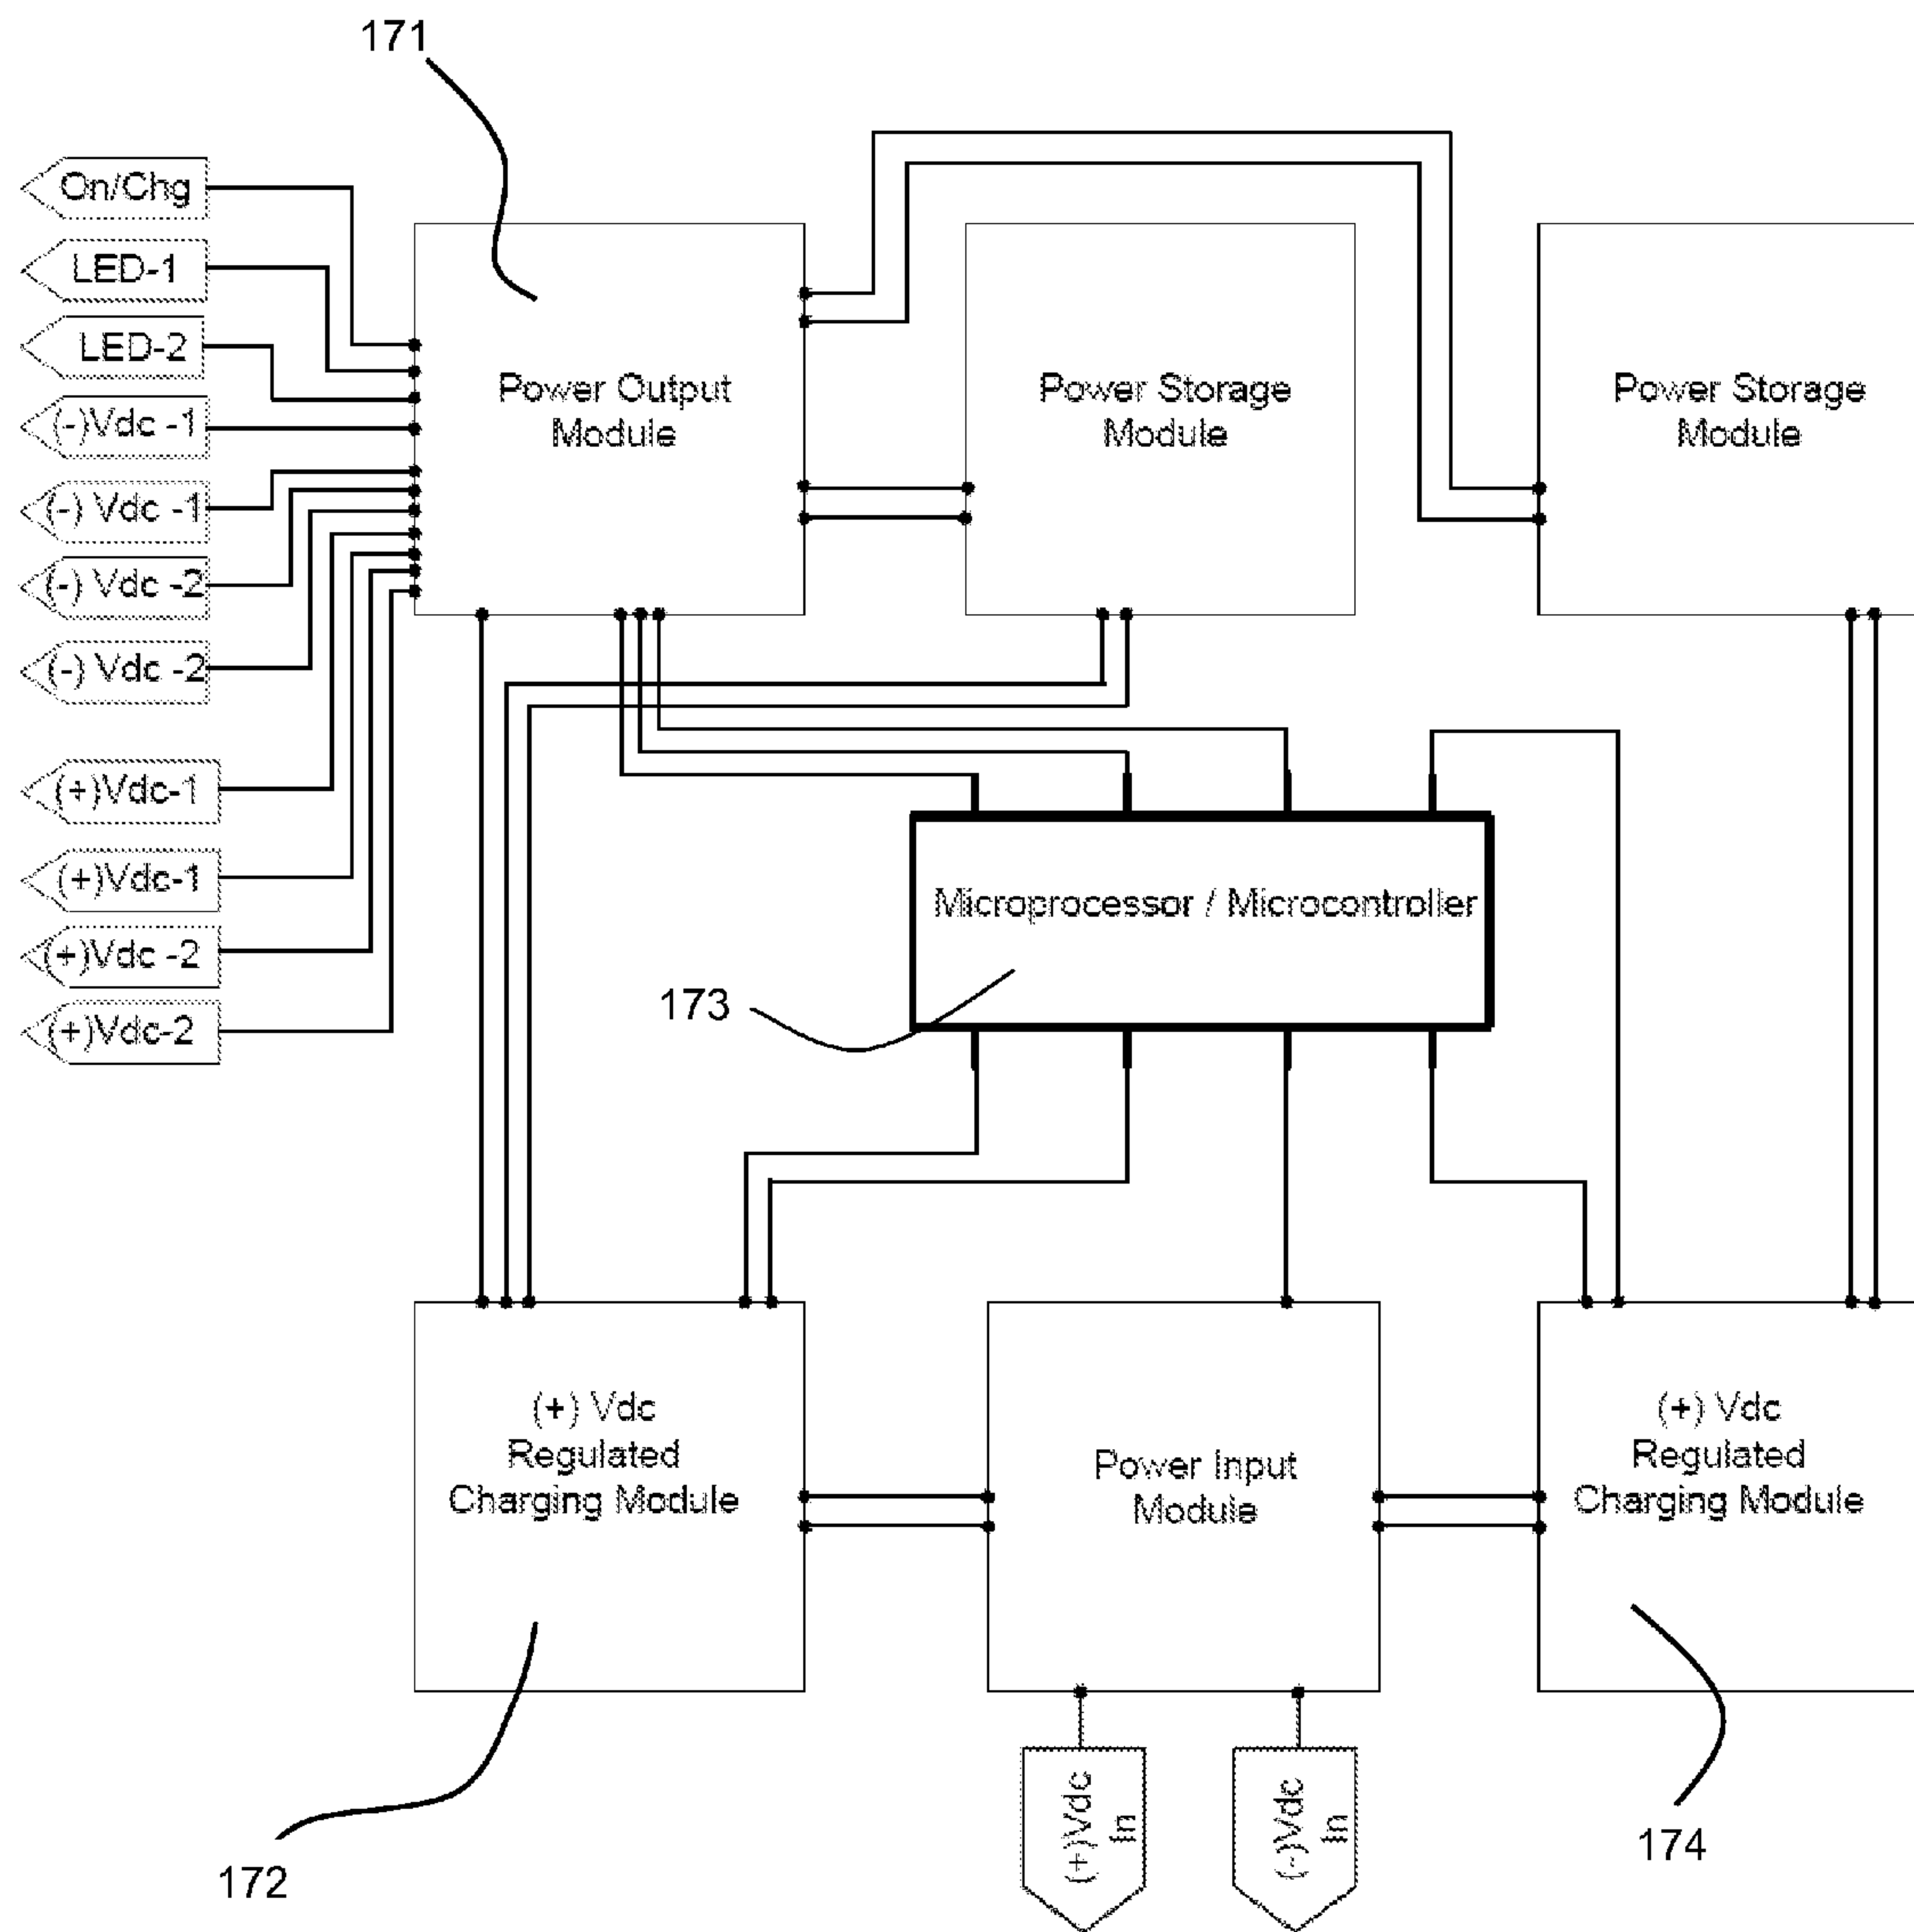 171
On/Chg
LED-1
LED-2
(-)Vdc -1
(-) Vdc -1
(-) Vdc -2
(-) Vdc -2
(+)Vdc-1
(+)Vdc-1
(+)Vdc -2
(+)Vdc-2
Power Output
Module
Power Storage
Module
Power Storage
Module
Microprocessor / Microcontroller
173
(+) Vdc
Regulated
Charging Module
Power Input
Module
(+) Vdc
Regulated
Charging Module
172
(+)Vdc
In
(-)Vdc
In
174